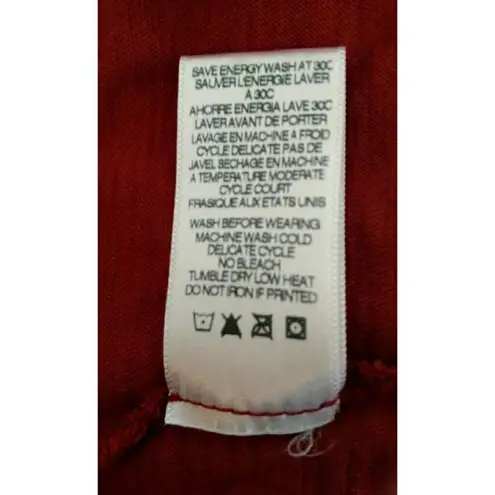 SAVE ENERGY WASH AT 30C
SAUVER L'ENERGIE LAVER
A 30C
AHORRE ENERGIA LAVE 30C
LAVER AVANT DE PORTER
LAVAGE EN MACHINE A FROID
CYCLE DELICATE PAS DE
JAVEL SECHAGE EN MACHINE
A TEMPERATURE MODERATE
CYCLE COURT
FRASIQUE AUX ETATS UNIS
WASH BEFORE WEARING
MACHINE WASH COLD
DELICATE CYCLE
NO BLEACH
TUMBLE DRY LOW HEAT
DO NOT IRON IF PRINTED